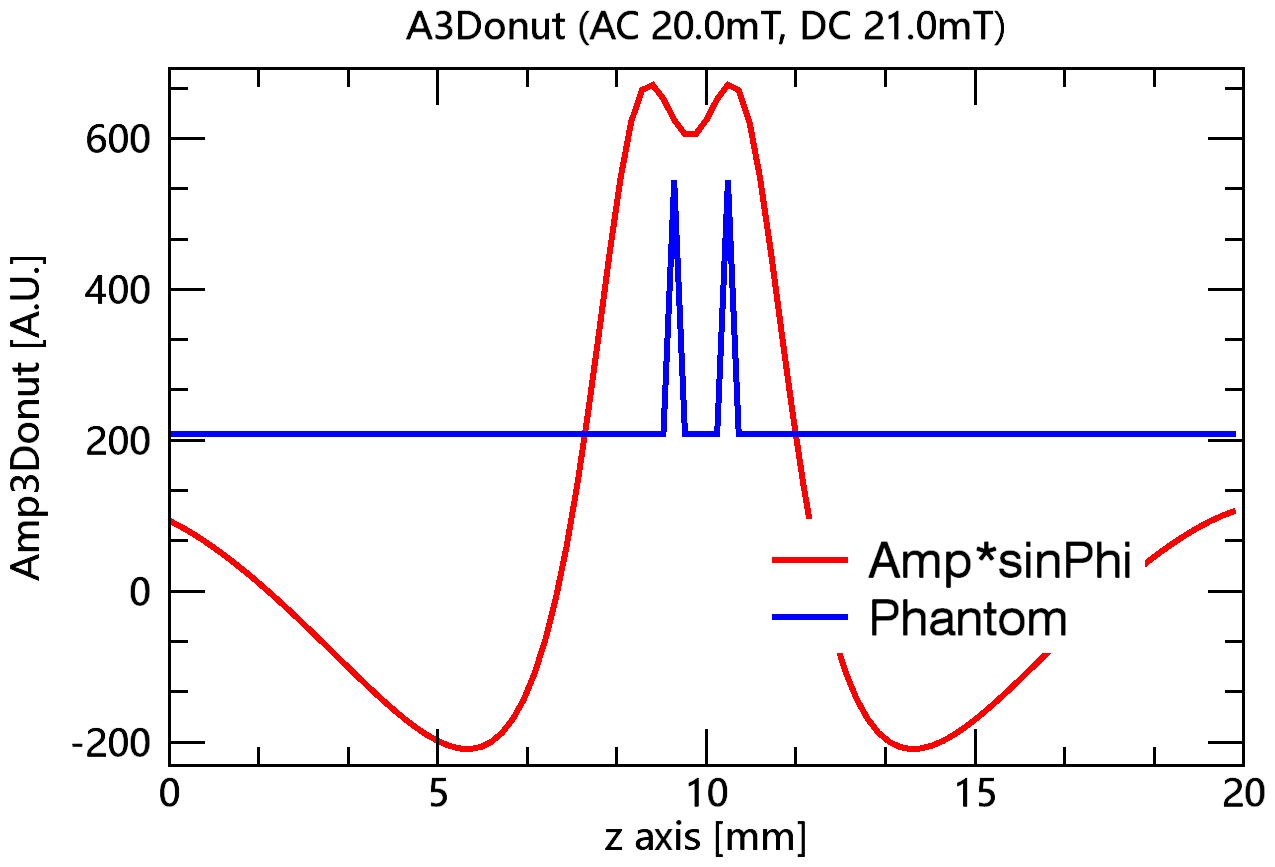 A3Donut (AC 20.0mT, DC 21.0mT)
Amp3Donut [A.U.]
600
400
200
0
-200
Amp*sinPhi
Phantom
0 5 10 15 20
z axis [mm]